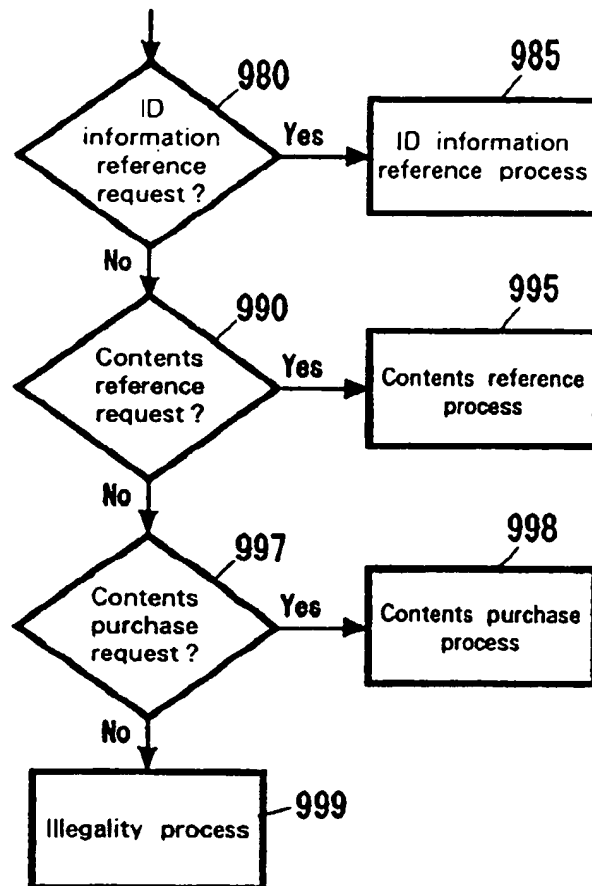 980
ID
information
reference
request ?
Yes
985
ID information
reference process
No
990
Contents
reference
request ?
Yes
995
Contents reference
process
No
997
Contents
purchase
request ?
Yes
998
Contents purchase
process
No
Illegality process
999